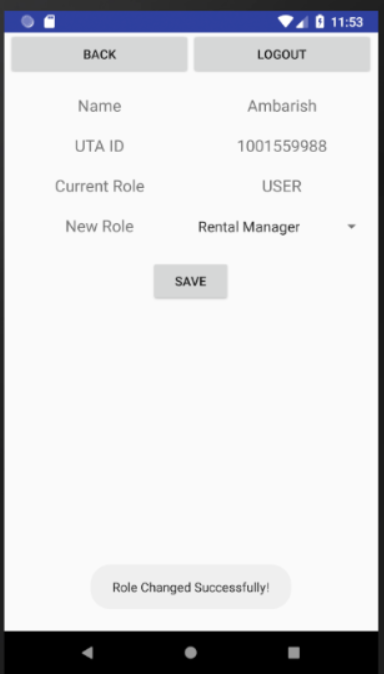 11:53
BACK LOGOUT
Name Ambarish
UTA ID 1001559988
Current Role USER
New Role Rental Manager
SAVE
Role Changed Successfully!